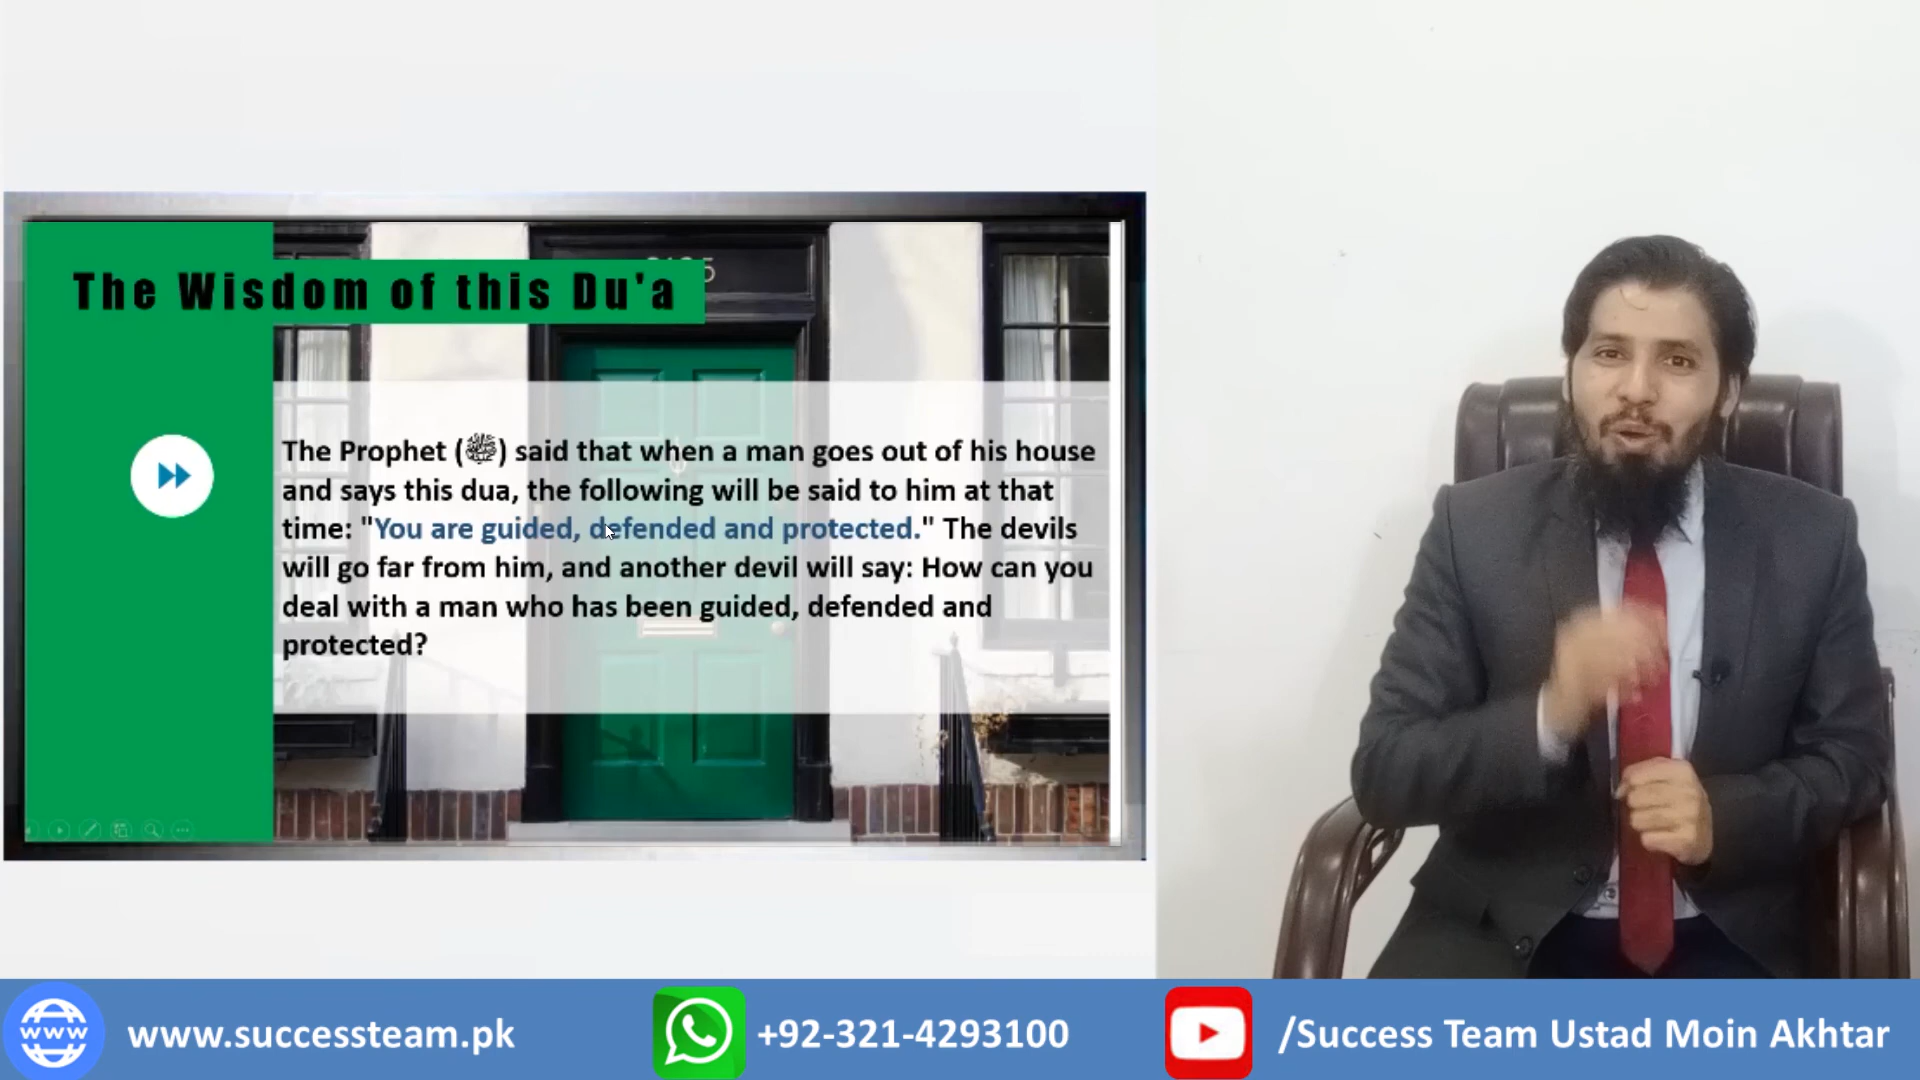 The Wisdom of this Du'a
The Prophet (ﷺ) said that when a man goes out of his house
and says this dua, the following will be said to him at that
time: "You are guided, defended and protected." The devils
will go far from him, and another devil will say: How can you
deal with a man who has been guided, defended and
protected?
www
www.successteam.pk
+92-321-4293100
/Success Team Ustad Moin Akhtar